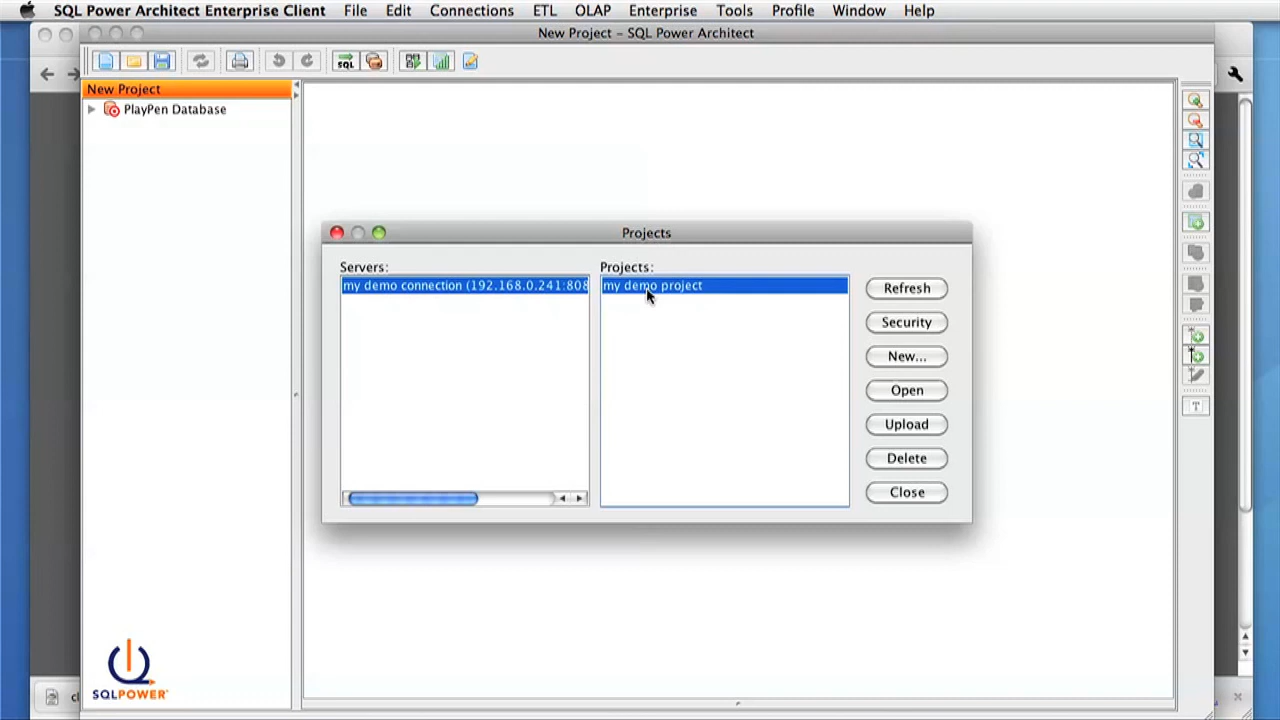 SQL Power Architect Enterprise Client File Edit Connections ETL OLAP Enterprise Tools Profile Window Help
New Project – SQL Power Architect
SQL
New Project
PlayPen Database
Projects
Servers:
Projects:
my demo connection (192.168.0.241:808
my demo project
Refresh
Security
New...
Open
Upload
Delete
Close
T
SQLPOWER